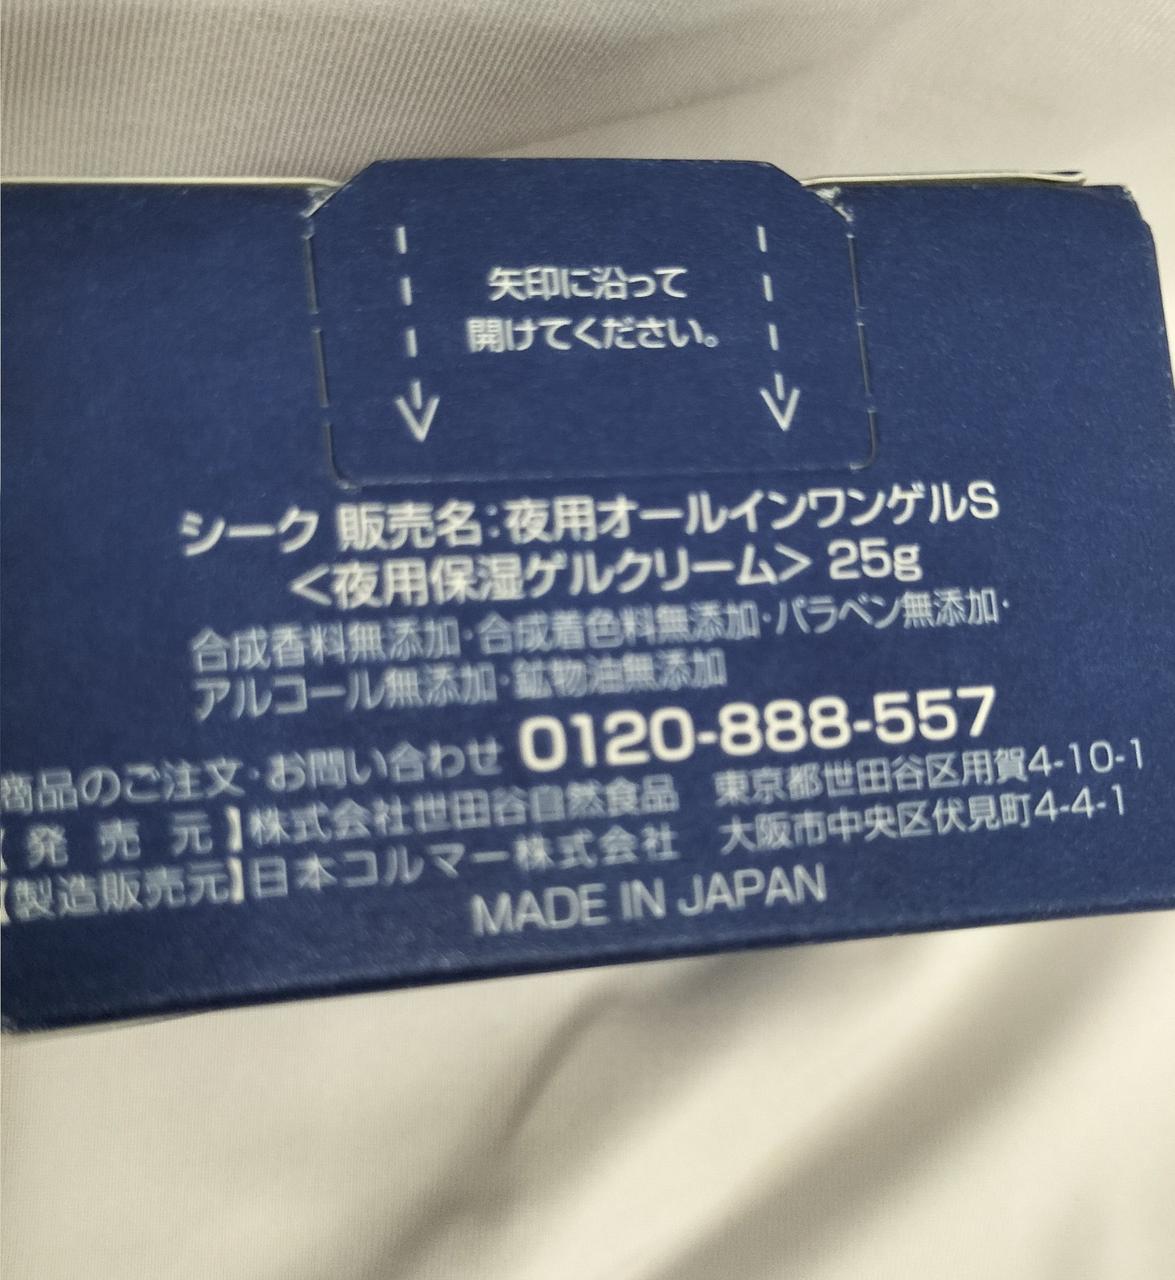 矢印に沿って
開けてください。
シーク 販売名:夜用オールインワンゲルS
<夜用保湿ゲルクリーム> 25g
合成香料無添加·合成着色料無添加·パラベン無添加·
アルコール無添加·鉱物油無添加
商品のご注文·お問い合わせ 0120-888-557
【発売元】株式会社世田谷自然食品 東京都世田谷区用賀4-10-1
【製造販売元】日本コルマー株式会社 大阪市中央区伏見町4-4-1
MADE IN JAPAN